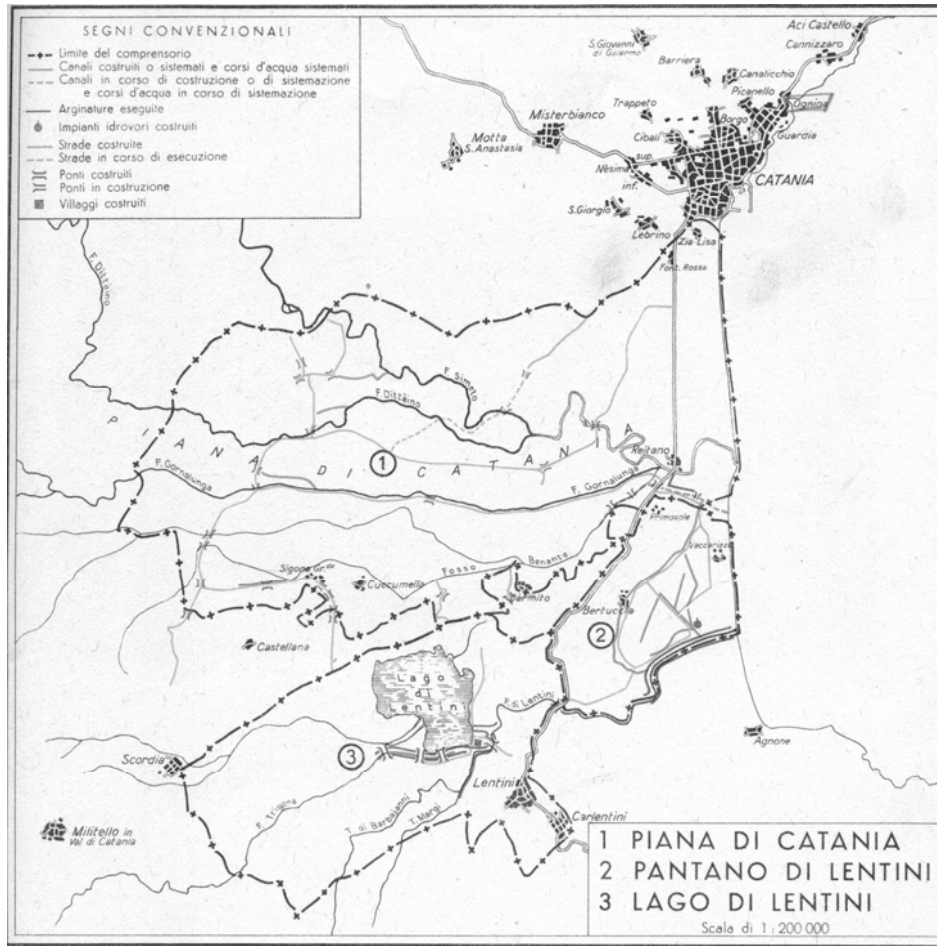 SEGNI CONVENZIONALI
Limite del comprensorio
Canali costruiti o sistemati e corsi d'acqua sistemati
Canali in corso di costruzione o di sistemazione
e corsi d'acqua in corso di sistemazione
Arginature eseguite
Impianti idrovori costruiti
Strade costruite
Strade in corso di esecuzione
Ponti costruiti
Ponti in costruzione
Villaggi costruiti
Aci Castello
Cannizzaro
S. Giovanni
di Galermo
Barriera
Canalicchio
Picanello
Ognina
Trappeto
Borgo
Guardia
Misterbianco
Cibali
Motta
S. Anastasia
sup.
Nèsima
inf.
CATANIA
S. Giorgio
Lebrino
Zia Lisa
Font. Rossa
F. Dittaino
F. Simeto
F. Dittàino
PIANA DI CATANIA
1
Reitano
F. Gornalunga
F. Gornalunga
Primosole
Vaccarizzo
Sigona Gr.de
Cuccumella
Fosso Benante
Bertuccia
2
Castellana
Lago
di
Lentini
F. di Lentini
Agnone
3
Scordia
Lentini
F. Trigona
T. di Barbaianni
T. Margi
Carlentini
Militello in
Val di Catania
1 PIANA DI CATANIA
2 PANTANO DI LENTINI
3 LAGO DI LENTINI
Scala di 1:200 000